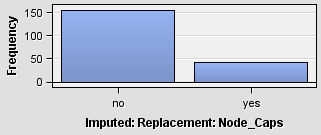 Frequency
150
100
50
0
no
yes
Imputed: Replacement: Node_Caps